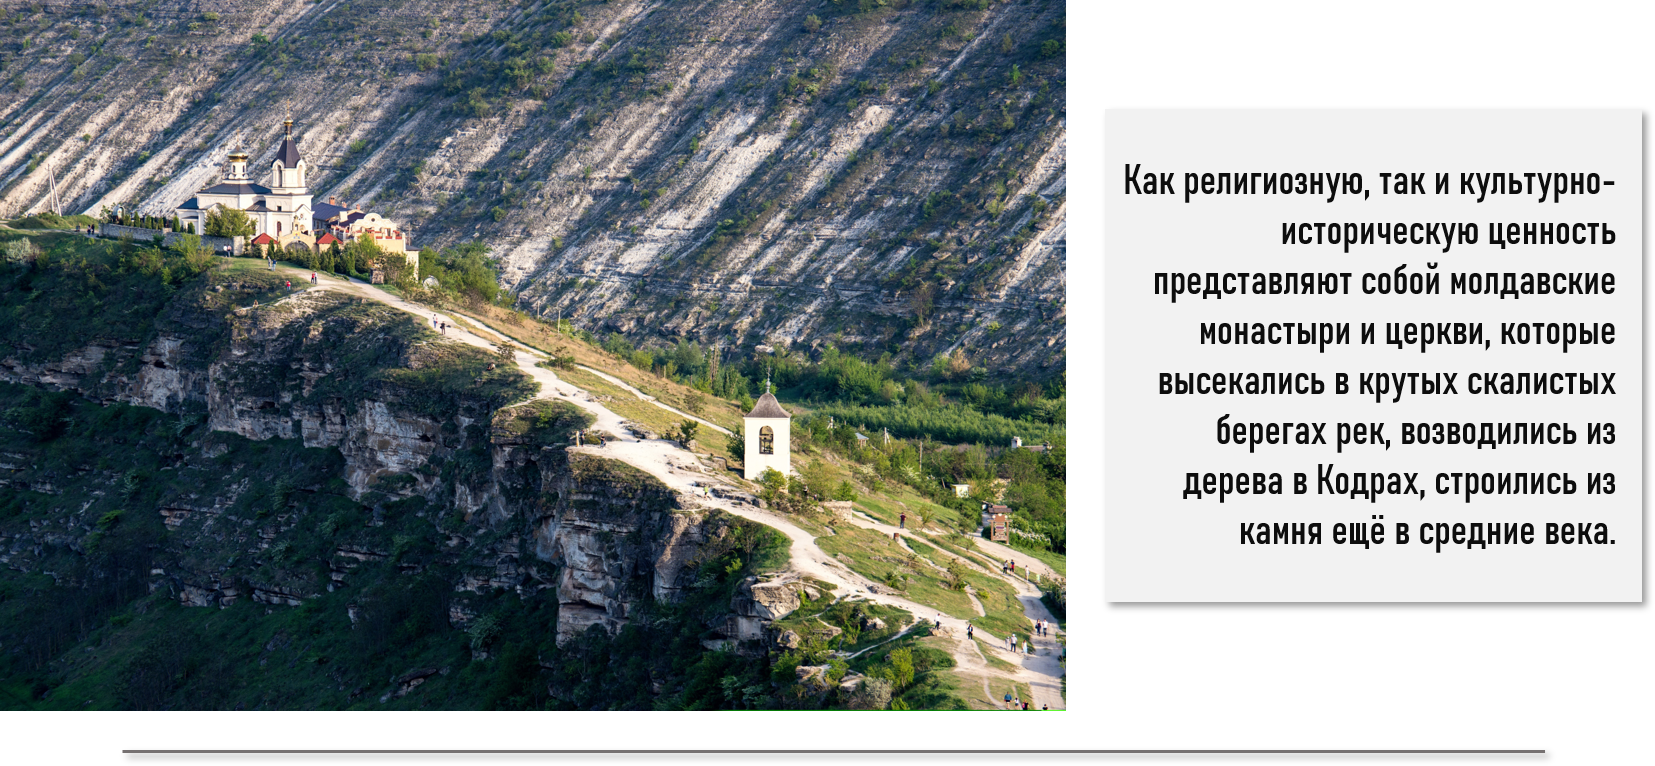 Как религиозную, так и культурно-
историческую ценность
представляют собой молдавские
монастыри и церкви, которые
высекались в крутых скалистых
берегах рек, возводились из
дерева в Кодрах, строились из
камня ещё в средние века.